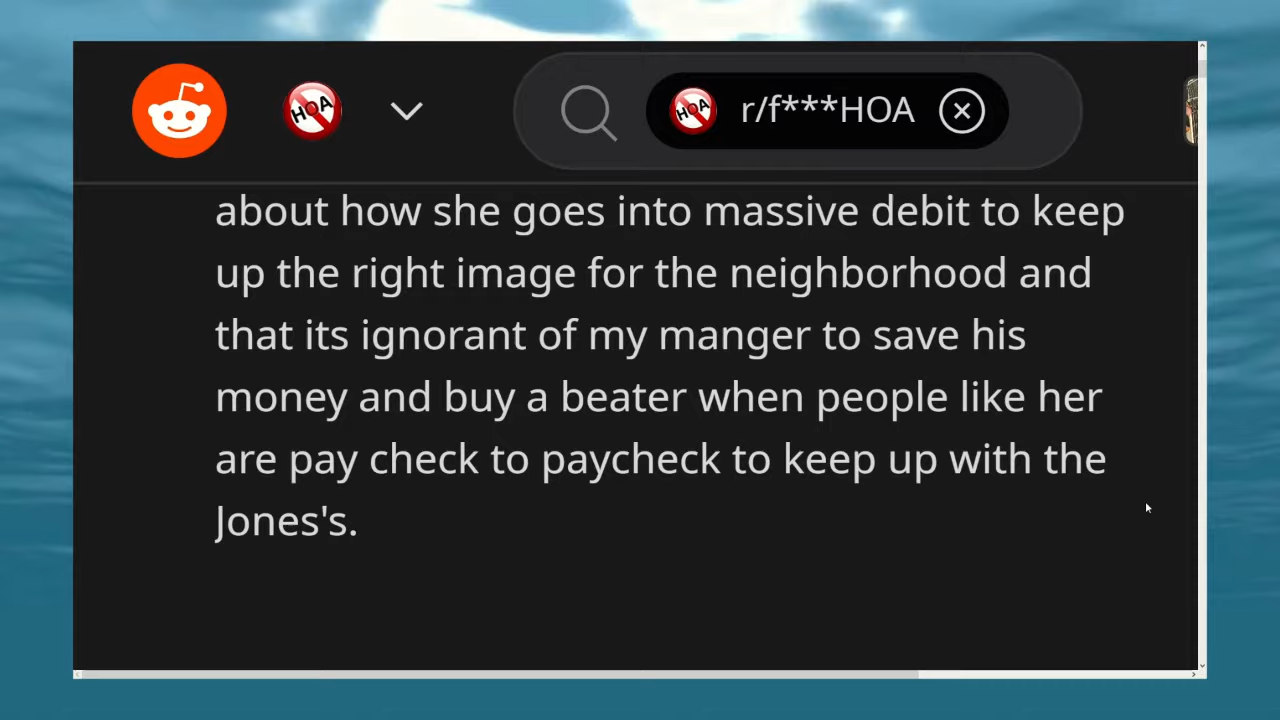 HOA
HOA r/f***HOA
about how she goes into massive debit to keep
up the right image for the neighborhood and
that its ignorant of my manger to save his
money and buy a beater when people like her
are pay check to paycheck to keep up with the
Jones's.